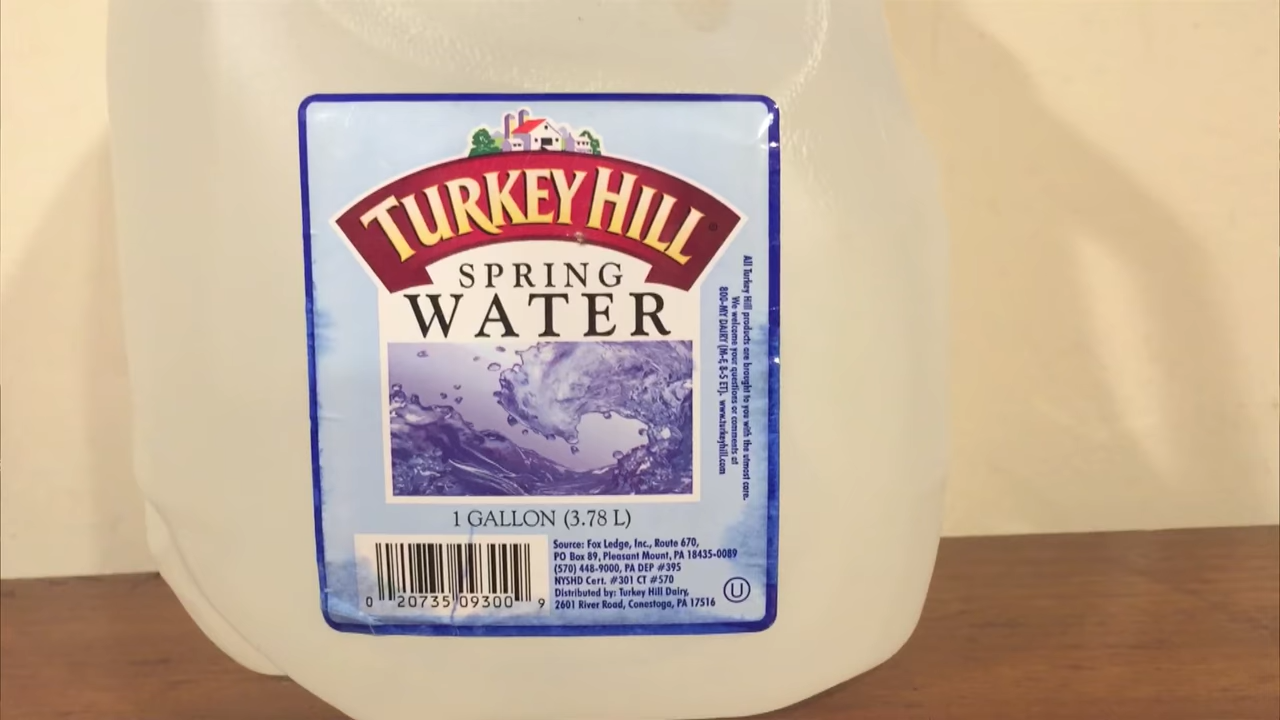 TURKEY HILL®
SPRING
WATER
1 GALLON (3.78 L)
0 20735 09300 9
Source: Fox Ledge, Inc., Route 670,
PO Box 89, Pleasant Mount, PA 18435-0089
(570) 448-9000, PA DEP #395
NYSHD Cert. #301 CT #570
Distributed by: Turkey Hill Dairy,
2601 River Road, Conestoga, PA 17516
U
All Turkey Hill products are brought to you with the utmost care.
We welcome your questions or comments at
800-MY DAIRY (M-F, 8-5 ET). www.turkeyhill.com